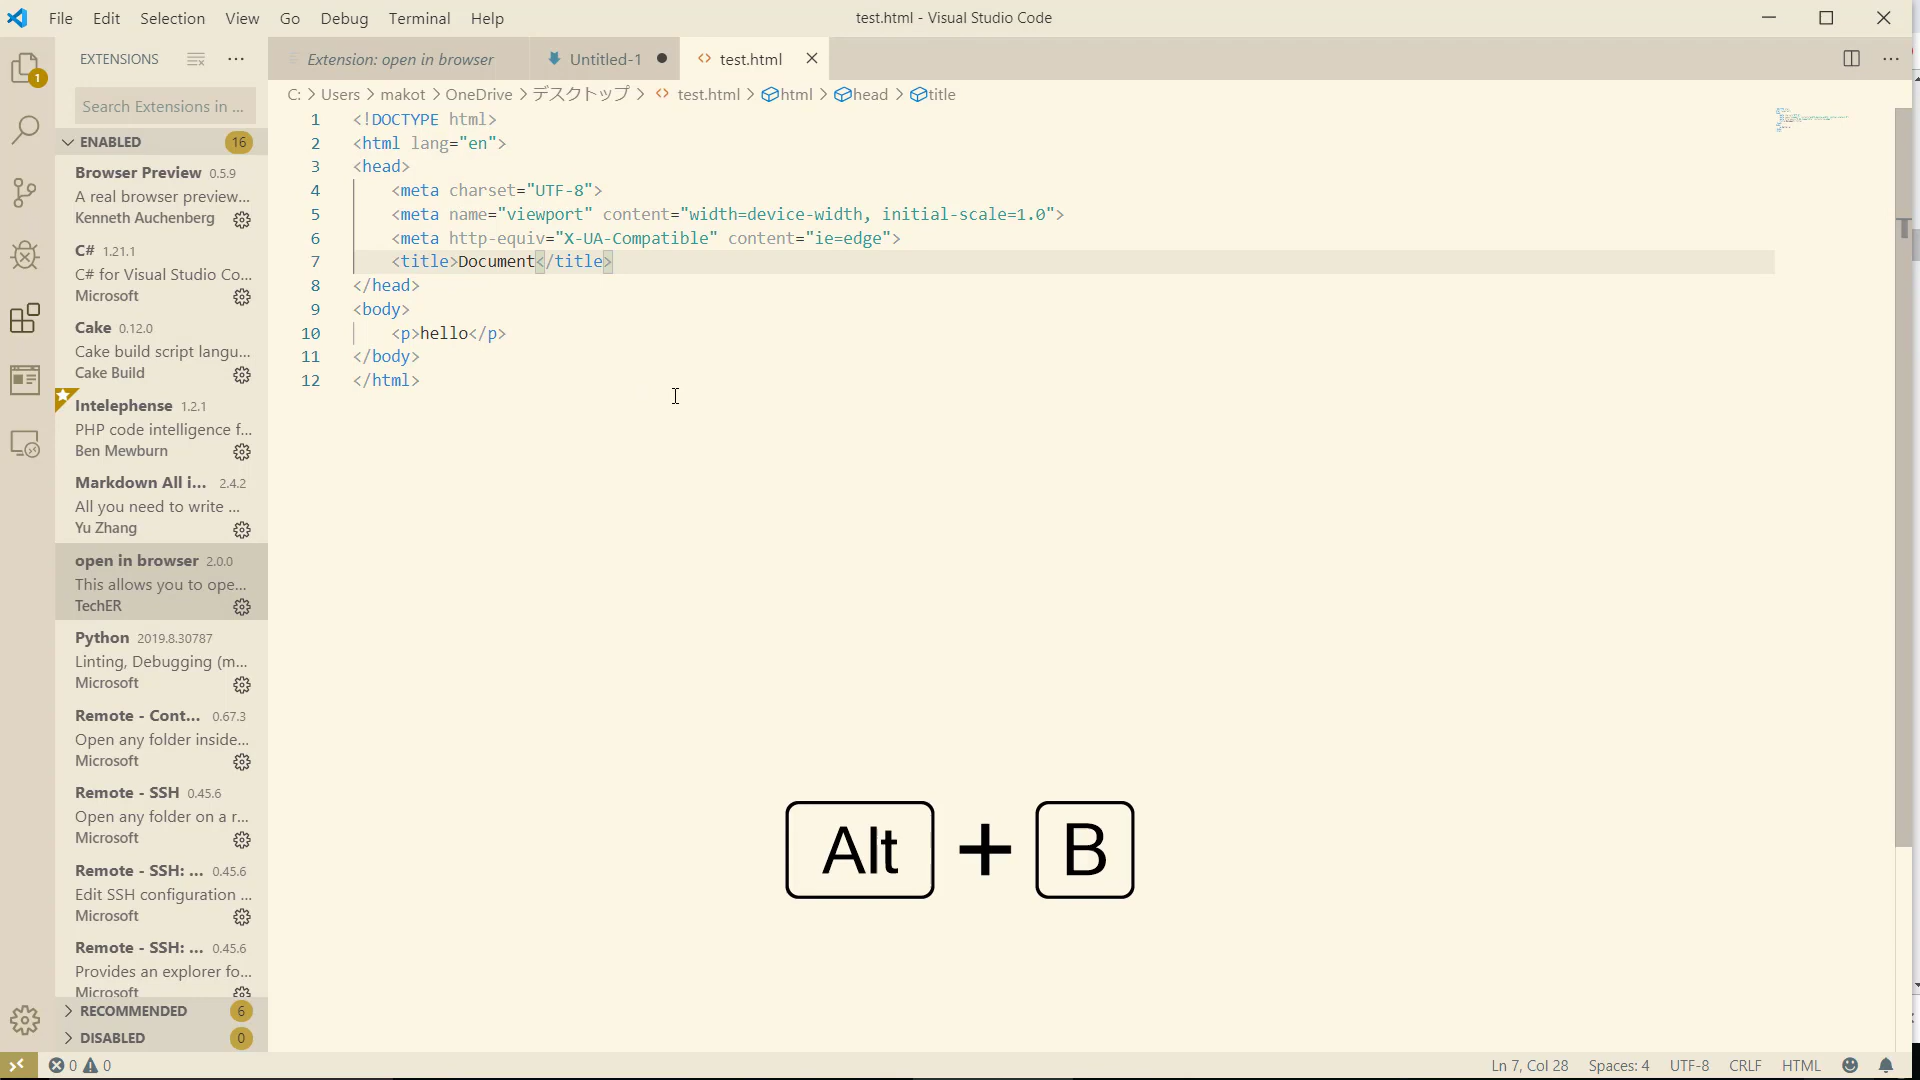 File Edit Selection View Go Debug Terminal Help
test.html - Visual Studio Code
EXTENSIONS
Extension: open in browser
Untitled-1
test.html
Search Extensions in ...
C: > Users > makot > OneDrive > デスクトップ > test.html > html > head > title
ENABLED 16
Browser Preview 0.5.9
A real browser preview...
Kenneth Auchenberg
C# 1.21.1
C# for Visual Studio Co...
Microsoft
Cake 0.12.0
Cake build script langu...
Cake Build
Intelephense 1.2.1
PHP code intelligence f...
Ben Mewburn
Markdown All i... 2.4.2
All you need to write ...
Yu Zhang
open in browser 2.0.0
This allows you to ope...
TechER
Python 2019.8.30787
Linting, Debugging (m...
Microsoft
Remote - Cont... 0.67.3
Open any folder inside...
Microsoft
Remote - SSH 0.45.6
Open any folder on a r...
Microsoft
Remote - SSH: ... 0.45.6
Edit SSH configuration ...
Microsoft
Remote - SSH: ... 0.45.6
Provides an explorer fo...
Microsoft
RECOMMENDED 6
DISABLED 0
1
1 <!DOCTYPE html>
2 <html lang="en">
3 <head>
4 <meta charset="UTF-8">
5 <meta name="viewport" content="width=device-width, initial-scale=1.0">
6 <meta http-equiv="X-UA-Compatible" content="ie=edge">
7 <title>Document</title>
8 </head>
9 <body>
10 <p>hello</p>
11 </body>
12 </html>
Alt + B
0 0
Ln 7, Col 28 Spaces: 4 UTF-8 CRLF HTML